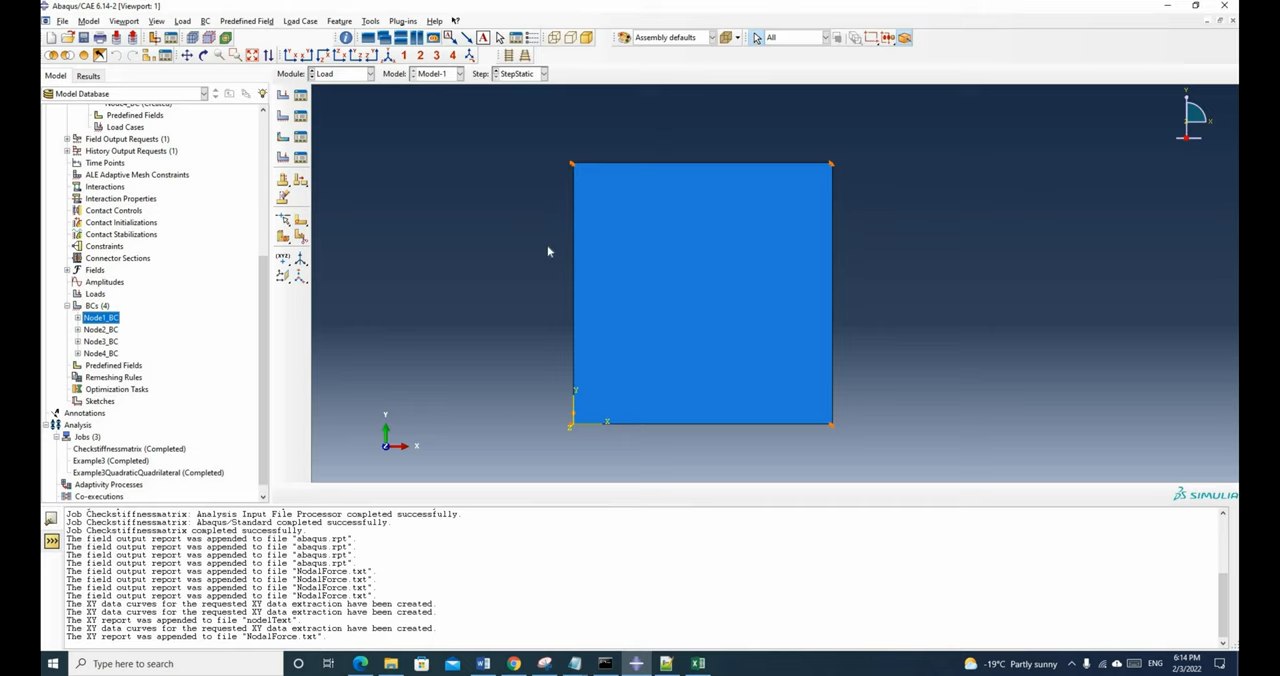 Abaqus/CAE 6.14-2 [Viewport: 1]
File Model Viewport View Load BC Predefined Field Load Case Feature Tools Plug-ins Help
Assembly defaults All
1 2 3 4
Model Results
Module: Load Model: Model-1 Step: StepStatic
Model Database
Node4_BC (Created)
Predefined Fields
Load Cases
Field Output Requests (1)
History Output Requests (1)
Time Points
ALE Adaptive Mesh Constraints
Interactions
Interaction Properties
Contact Controls
Contact Initializations
Contact Stabilizations
Constraints
Connector Sections
Fields
Amplitudes
Loads
BCs (4)
Node1_BC
Node2_BC
Node3_BC
Node4_BC
Predefined Fields
Remeshing Rules
Optimization Tasks
Sketches
Annotations
Analysis
Jobs (3)
Checkstiffnessmatrix (Completed)
Example3 (Completed)
Example3QuadraticQuadrilateral (Completed)
Adaptivity Processes
Co-executions
Y
X
Z
Y
X
Z
Y
X
Z
SIMULIA
Job Checkstiffnessmatrix: Analysis Input File Processor completed successfully.
Job Checkstiffnessmatrix: Abaqus/Standard completed successfully.
Job Checkstiffnessmatrix completed successfully.
The field output report was appended to file "abaqus.rpt".
The field output report was appended to file "abaqus.rpt".
The field output report was appended to file "abaqus.rpt".
The field output report was appended to file "abaqus.rpt".
The field output report was appended to file "NodalForce.txt".
The field output report was appended to file "NodalForce.txt".
The field output report was appended to file "NodalForce.txt".
The field output report was appended to file "NodalForce.txt".
The XY data curves for the requested XY data extraction have been created.
The XY data curves for the requested XY data extraction have been created.
The XY report was appended to file "nodelText".
The XY data curves for the requested XY data extraction have been created.
The XY report was appended to file "NodalForce.txt".
Type here to search
-19°C Partly sunny
ENG
6:14 PM
2/3/2022